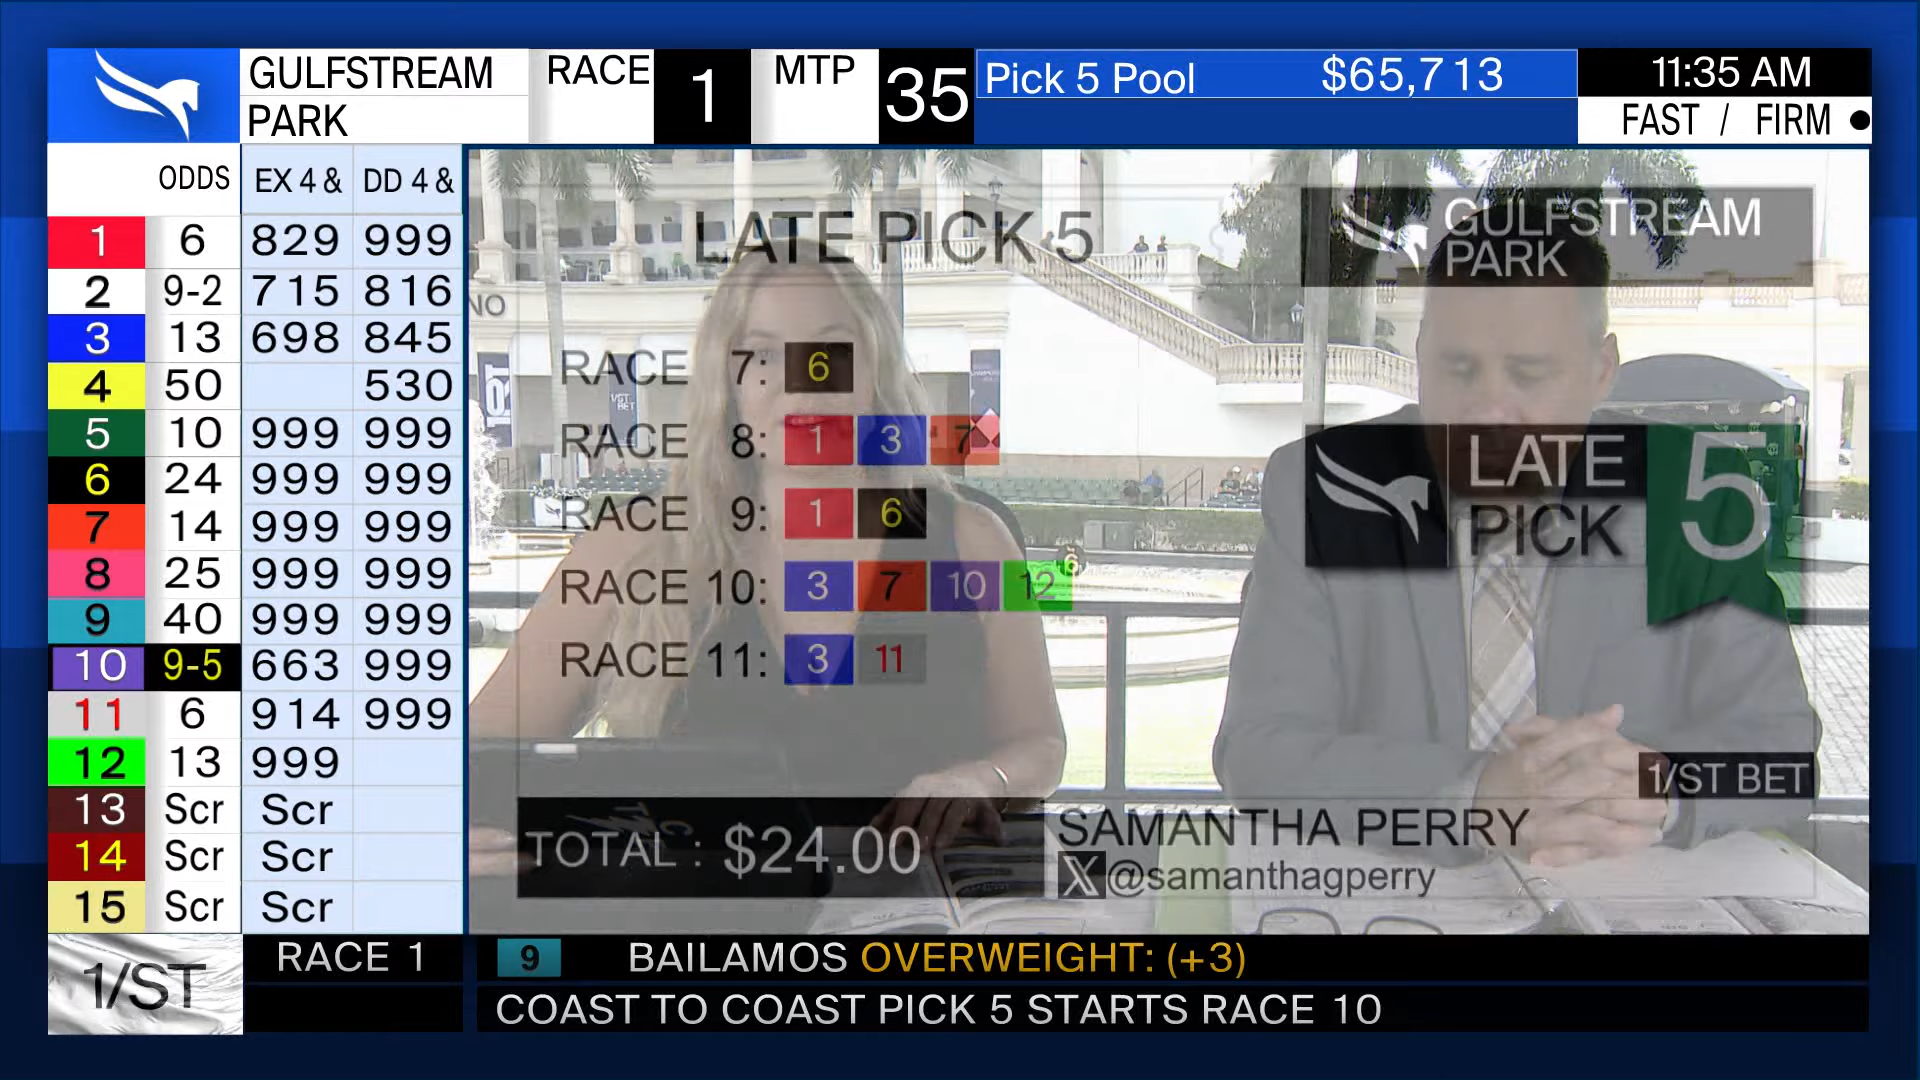 GULFSTREAM PARK
RACE 1
MTP 35
Pick 5 Pool $65,713
11:35 AM
FAST / FIRM
ODDS EX 4 & DD 4 &
1 6 829 999
2 9-2 715 816
3 13 698 845
4 50 530
5 10 999 999
6 24 999 999
7 14 999 999
8 25 999 999
9 40 999 999
10 9-5 663 999
11 6 914 999
12 13 999
13 Scr Scr
14 Scr Scr
15 Scr Scr
LATE PICK 5
RACE 7: 6
RACE 8: 1 3 7
RACE 9: 1 6
RACE 10: 3 7 10 12
RACE 11: 3 11
TOTAL : $24.00
GULFSTREAM
PARK
LATE
PICK 5
1/ST BET
SAMANTHA PERRY
X @samanthagperry
1/ST
RACE 1
9 BAILAMOS OVERWEIGHT: (+3)
COAST TO COAST PICK 5 STARTS RACE 10